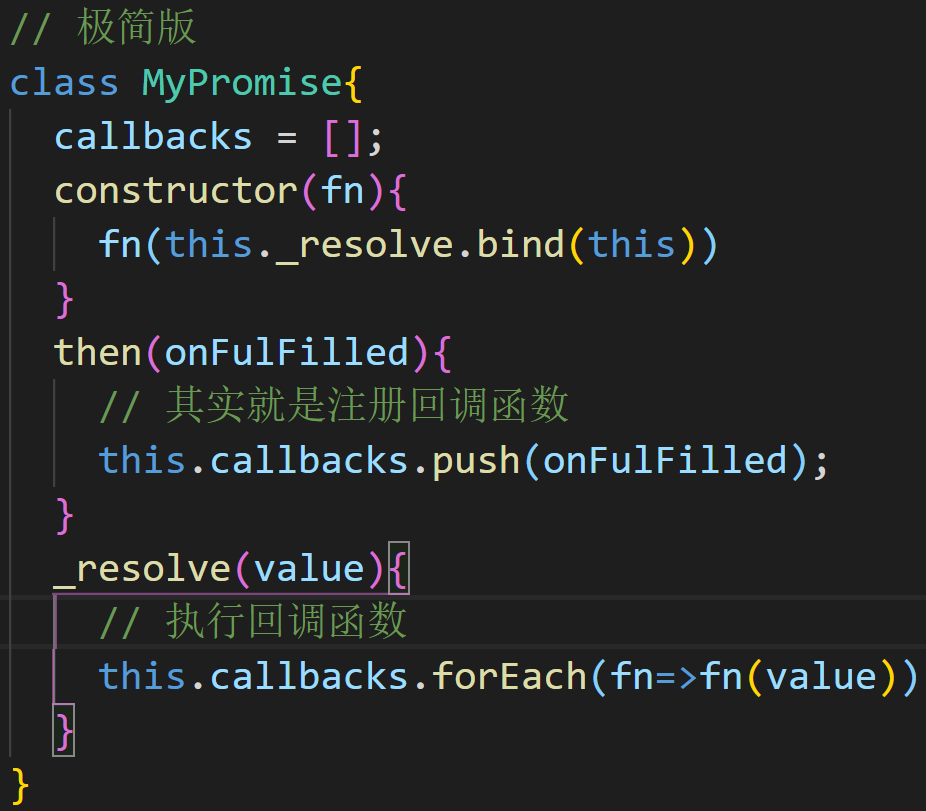 // 极简版
class MyPromise{
  callbacks = [];
  constructor(fn){
    fn(this._resolve.bind(this))
  }
  then(onFulFilled){
    // 其实就是注册回调函数
    this.callbacks.push(onFulFilled);
  }
  _resolve(value){
    // 执行回调函数
    this.callbacks.forEach(fn=>fn(value))
  }
}